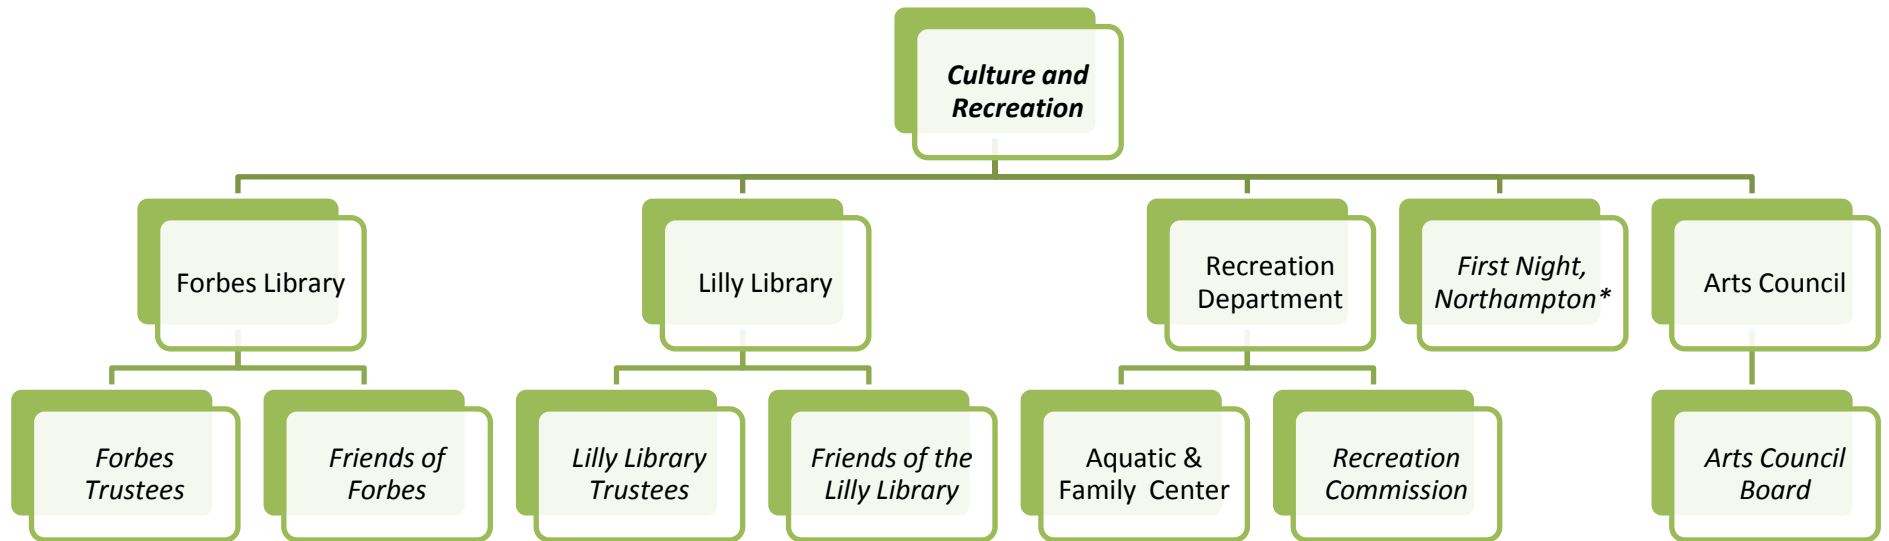 Culture and
Recreation
Forbes Library
Lilly Library
Recreation
Department
First Night,
Northampton*
Arts Council
Forbes
Trustees
Friends of
Forbes
Lilly Library
Trustees
Friends of the
Lilly Library
Aquatic &
Family Center
Recreation
Commission
Arts Council
Board